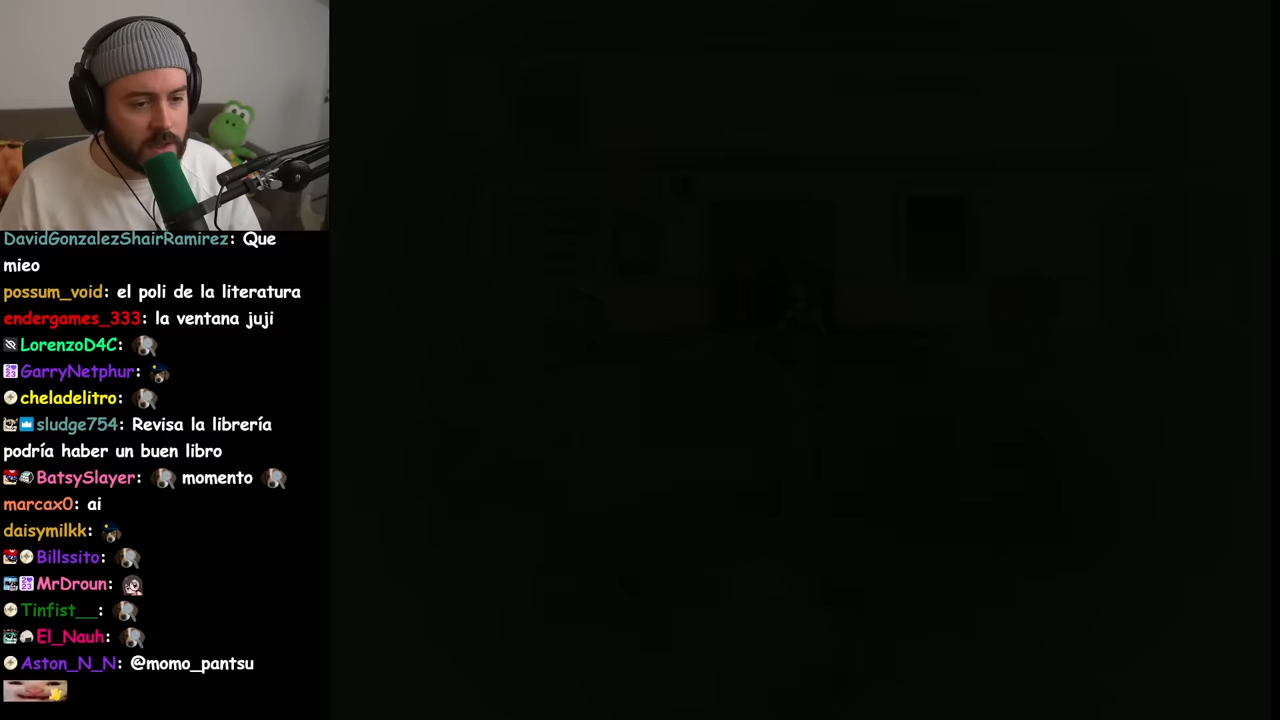 DavidGonzalezShairRamirez: Que
mieo
possum_void: el poli de la literatura
endergames_333: la ventana juji
LorenzoD4C:
GarryNetphur:
cheladelitro:
sludge754: Revisa la librería
podría haber un buen libro
BatsySlayer: momento
marcax0: ai
daisymilkk:
Billssito:
MrDroun:
Tinfist__:
El_Nauh:
Aston_N_N: @momo_pantsu